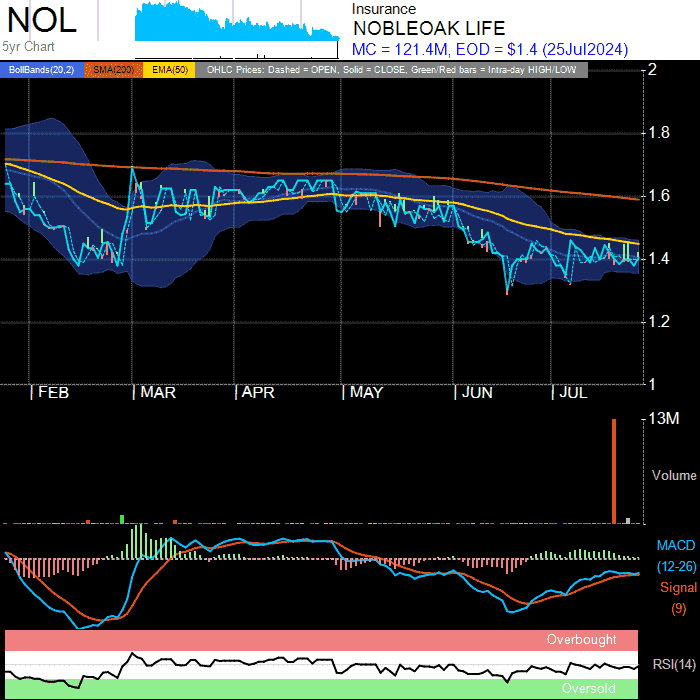 NOL
5yr Chart
Insurance
NOBLEOAK LIFE
MC = 121.4M, EOD = $1.4 (25Jul2024)
BollBands(20,2) SMA(200) EMA(50) OHLC Prices: Dashed = OPEN, Solid = CLOSE, Green/Red bars = Intra-day HIGH/LOW
2
1.8
1.6
1.4
1.2
1
| FEB | MAR | APR | MAY | JUN | JUL
13M
Volume
MACD
(12-26)
Signal
(9)
Overbought
RSI(14)
Oversold